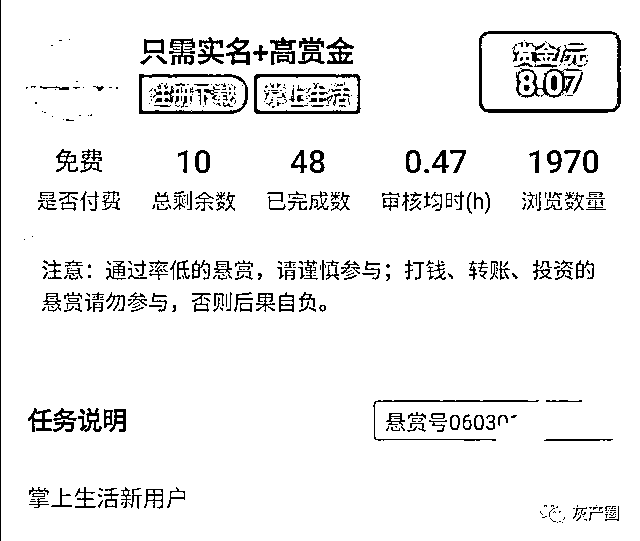 只需实名+高赏金
注册下载 掌上生活
赏金/元
8.07
免费 10 48 0.47 1970
是否付费 总剩余数 已完成数 审核均时(h) 浏览数量
注意：通过率低的悬赏，请谨慎参与；打钱、转账、投资的
悬赏请勿参与，否则后果自负。
任务说明
悬赏号0603
掌上生活新用户
灰产圈